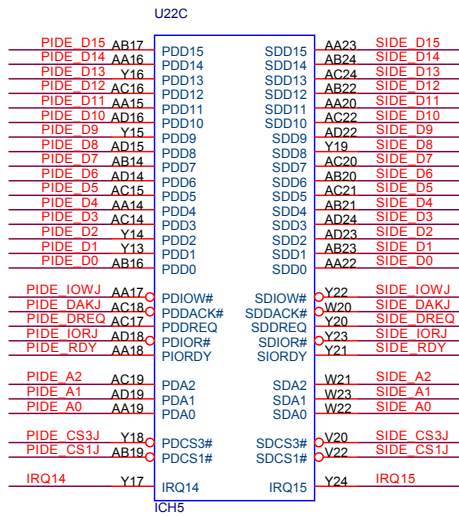 U22C
PIDE_D15 AB17 PDD15 SDD15 AA23 SIDE_D15
PIDE_D14 AA16 PDD14 SDD14 AB24 SIDE_D14
PIDE_D13 Y16 PDD13 SDD13 AC24 SIDE_D13
PIDE_D12 AC16 PDD12 SDD12 AB22 SIDE_D12
PIDE_D11 AA15 PDD11 SDD11 AA20 SIDE_D11
PIDE_D10 AD16 PDD10 SDD10 AC22 SIDE_D10
PIDE_D9 Y15 PDD9 SDD9 AD22 SIDE_D9
PIDE_D8 AD15 PDD8 SDD8 Y19 SIDE_D8
PIDE_D7 AB14 PDD7 SDD7 AC20 SIDE_D7
PIDE_D6 AD14 PDD6 SDD6 AB20 SIDE_D6
PIDE_D5 AC15 PDD5 SDD5 AC21 SIDE_D5
PIDE_D4 AA14 PDD4 SDD4 AB21 SIDE_D4
PIDE_D3 AC14 PDD3 SDD3 AD24 SIDE_D3
PIDE_D2 Y14 PDD2 SDD2 AD23 SIDE_D2
PIDE_D1 Y13 PDD1 SDD1 AB23 SIDE_D1
PIDE_D0 AB16 PDD0 SDD0 AA22 SIDE_D0
PIDE_IOWJ AA17 PDIOW# SDIOW# Y22 SIDE_IOWJ
PIDE_DAKJ AC18 PDDACK# SDDACK# W20 SIDE_DAKJ
PIDE_DREQ AC17 PDDREQ SDDREQ Y20 SIDE_DREQ
PIDE_IORJ AD18 PDIOR# SDIOR# Y23 SIDE_IORJ
PIDE_RDY AA18 PIORDY SIORDY Y21 SIDE_RDY
PIDE_A2 AC19 PDA2 SDA2 W21 SIDE_A2
PIDE_A1 AD19 PDA1 SDA1 W23 SIDE_A1
PIDE_A0 AA19 PDA0 SDA0 W22 SIDE_A0
PIDE_CS3J Y18 PDCS3# SDCS3# V20 SIDE_CS3J
PIDE_CS1J AB19 PDCS1# SDCS1# V22 SIDE_CS1J
IRQ14 Y17 IRQ14 IRQ15 Y24 IRQ15
ICH5